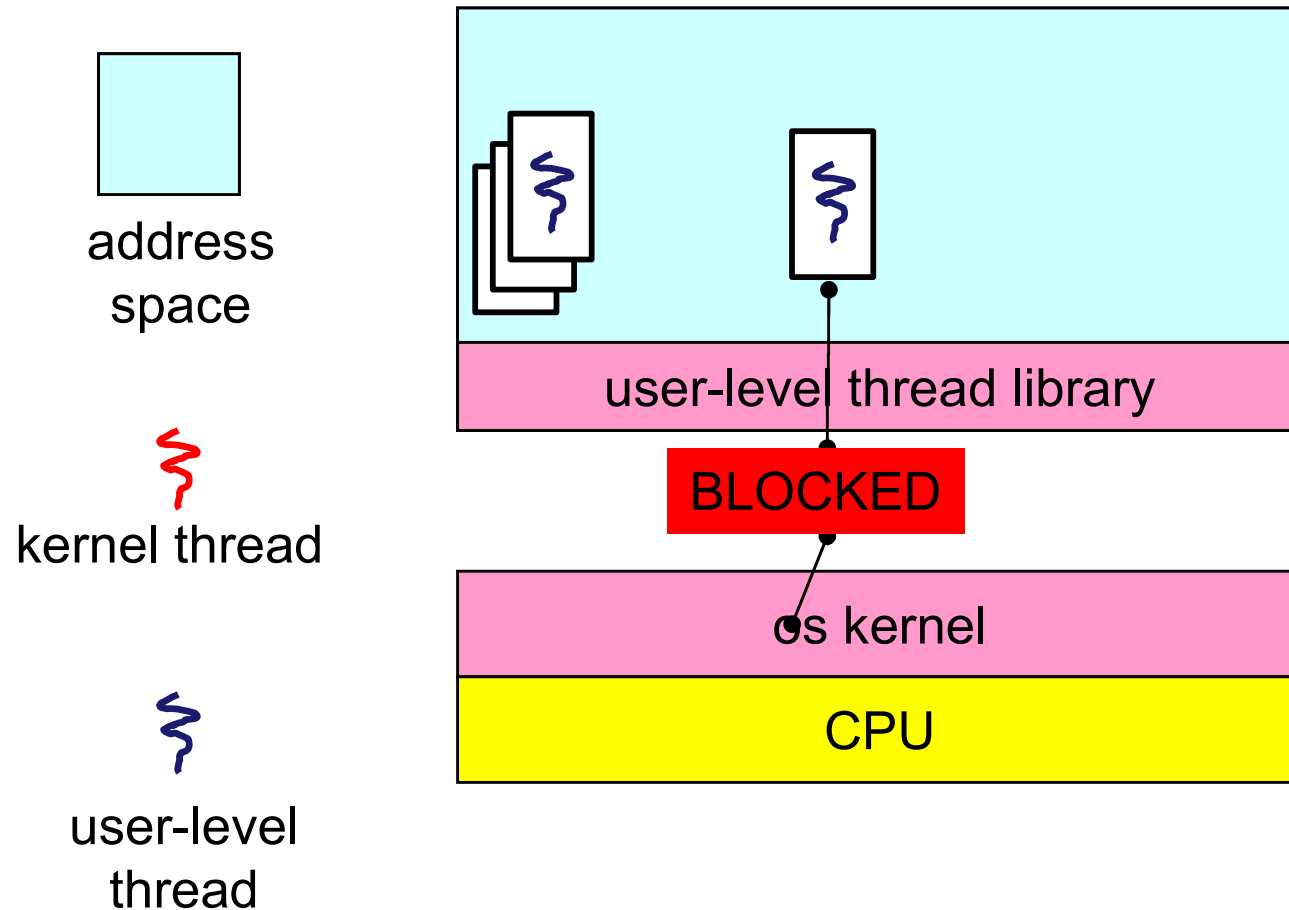 address
space
kernel thread
user-level
thread
user-level thread library
BLOCKED
os kernel
CPU